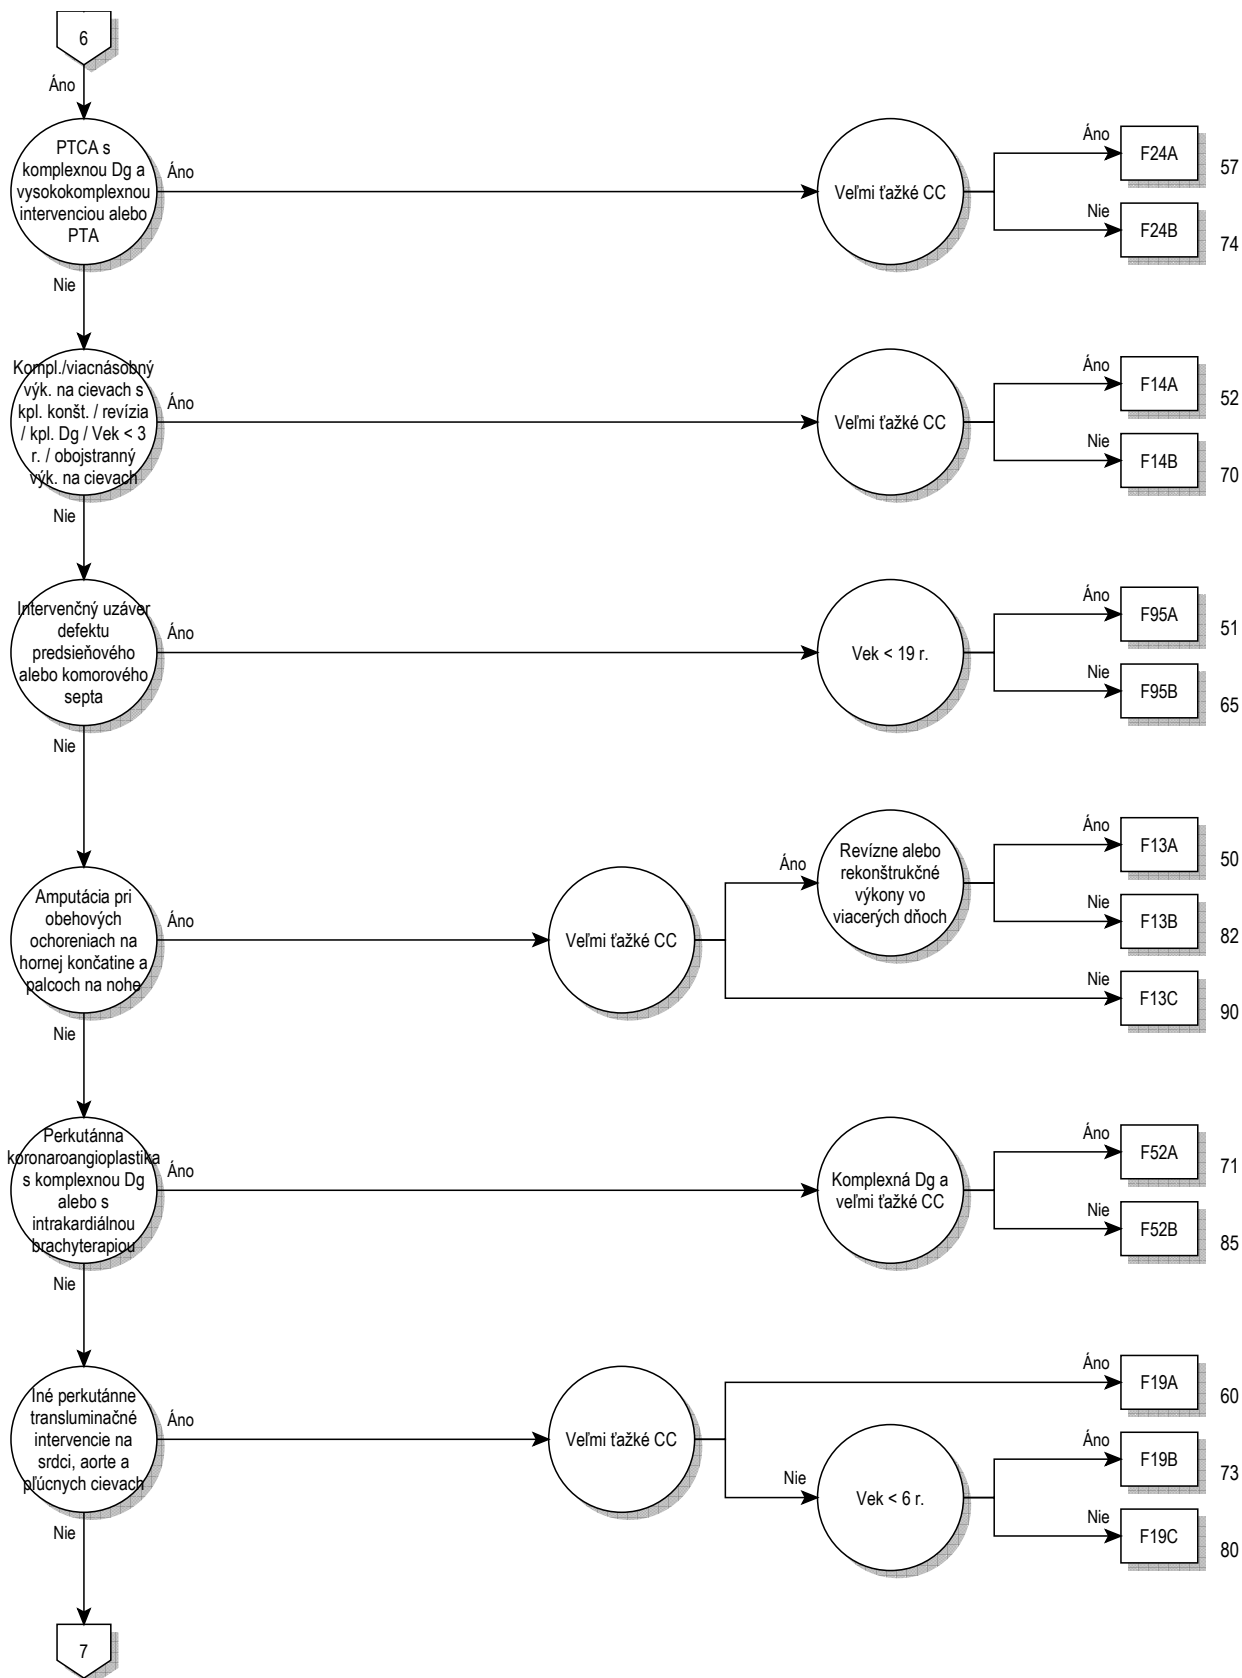 6
Áno
PTCA s
komplexnou Dg a
vysokokomplexnou
intervenciou alebo
PTA
Áno
Veľmi ťažké CC
Áno
F24A
57
Nie
F24B
74
Nie
Kompl./viacnásobný
výk. na cievach s
kpl. konšt. / revízia
/ kpl. Dg / Vek < 3
r. / obojstranný
výk. na cievach
Áno
Veľmi ťažké CC
Áno
F14A
52
Nie
F14B
70
Nie
Intervenčný uzáver
defektu
predsieňového
alebo komorového
septa
Áno
Vek < 19 r.
Áno
F95A
51
Nie
F95B
65
Nie
Amputácia pri
obehových
ochoreniach na
hornej končatine a
palcoch na nohe
Áno
Veľmi ťažké CC
Áno
Revízne alebo
rekonštrukčné
výkony vo
viacerých dňoch
Áno
F13A
50
Nie
F13B
82
Nie
F13C
90
Nie
Perkutánna
koronaroangioplastika
s komplexnou Dg
alebo s
intrakardiálnou
brachyterapiou
Áno
Komplexná Dg a
veľmi ťažké CC
Áno
F52A
71
Nie
F52B
85
Nie
Iné perkutánne
transluminačné
intervencie na
srdci, aorte a
pľúcnych cievach
Áno
Veľmi ťažké CC
Áno
F19A
60
Nie
Vek < 6 r.
Áno
F19B
73
Nie
F19C
80
Nie
7